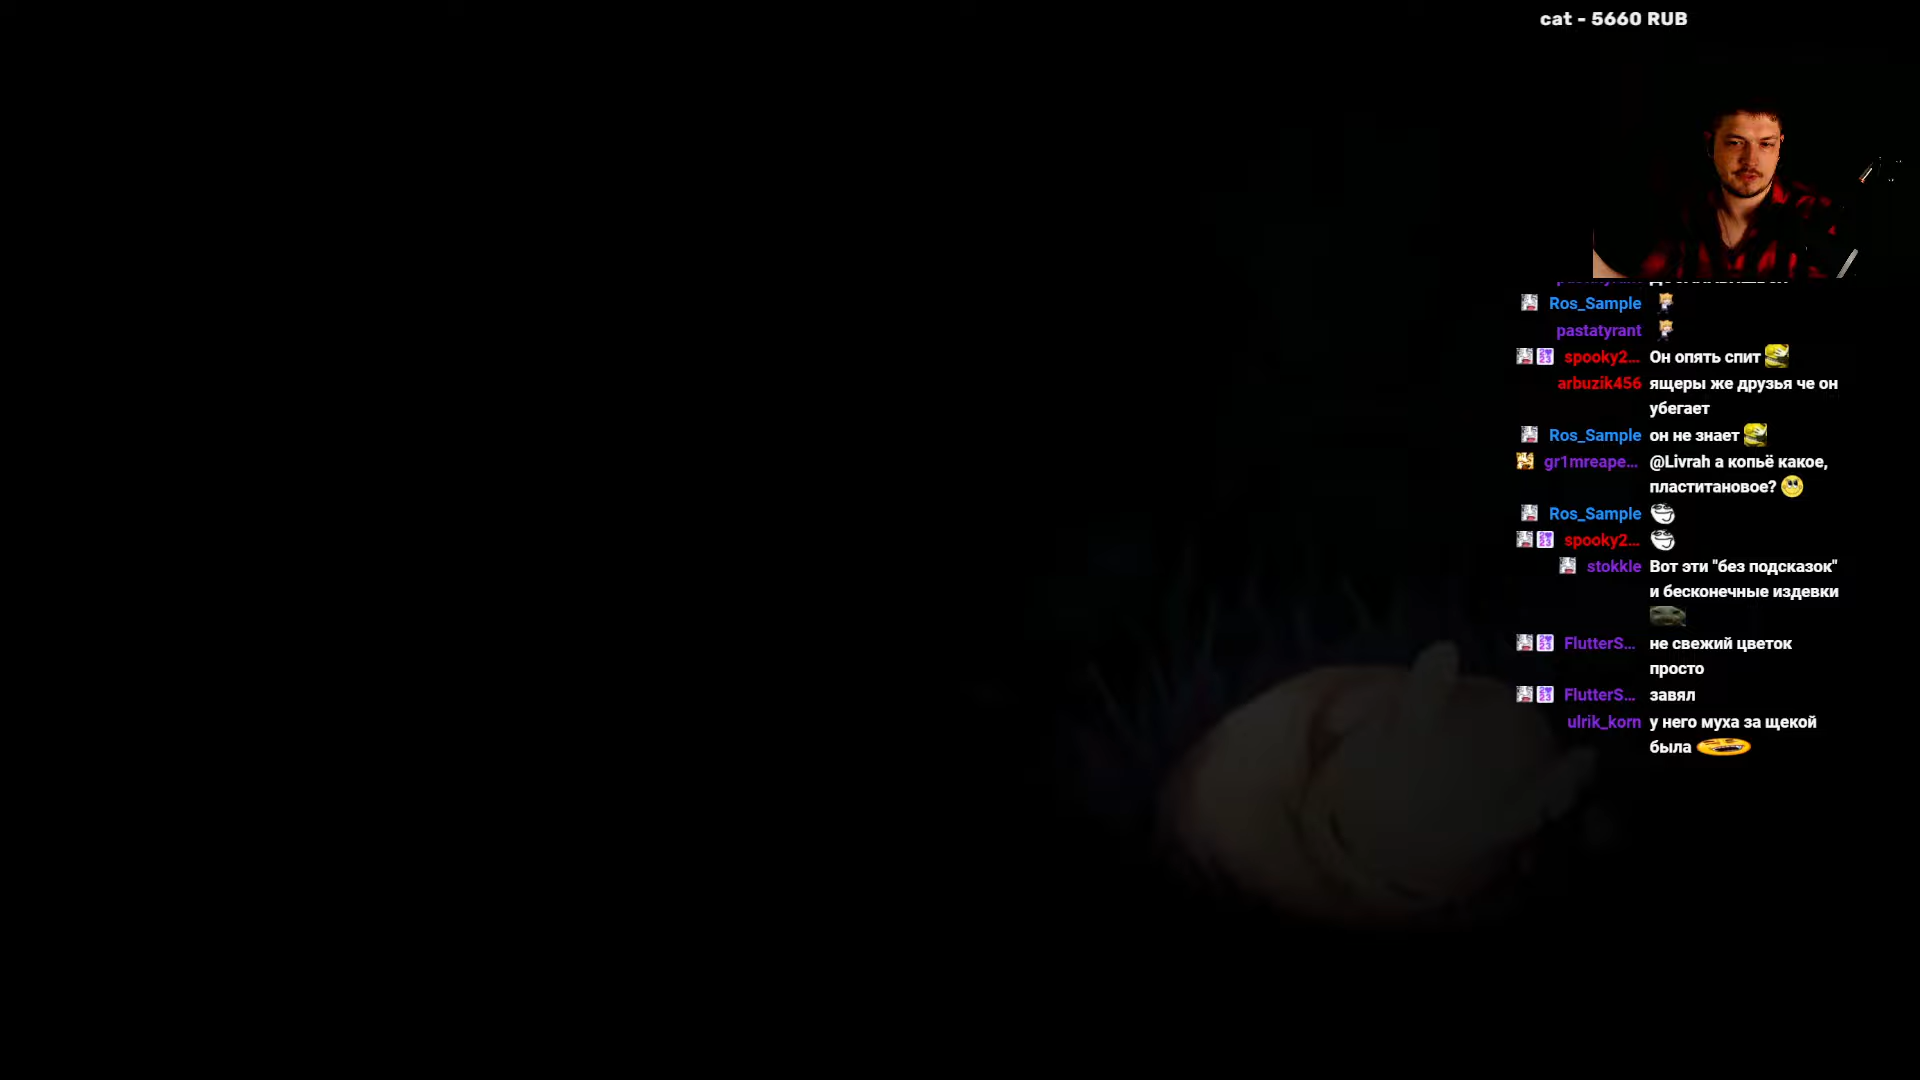 cat - 5660 RUB
Ros_Sample
pastatyrant
spooky2... Он опять спит
arbuzik456 ящеры же друзья че он
убегает
Ros_Sample он не знает
gr1mreape... @Livrah а копьё какое,
пластитановое?
Ros_Sample
spooky2...
stokkle Вот эти "без подсказок"
и бесконечные издевки
FlutterS... не свежий цветок
просто
FlutterS... завял
ulrik_korn у него муха за щекой
была